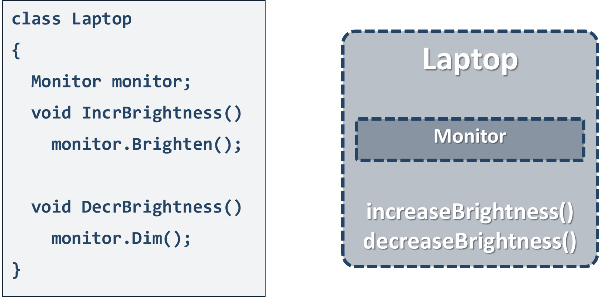 class Laptop
{
Monitor monitor;
void IncrBrightness()
monitor.Brighten();
void DecrBrightness()
monitor.Dim();
}
Laptop
Monitor
increaseBrightness()
decreaseBrightness()